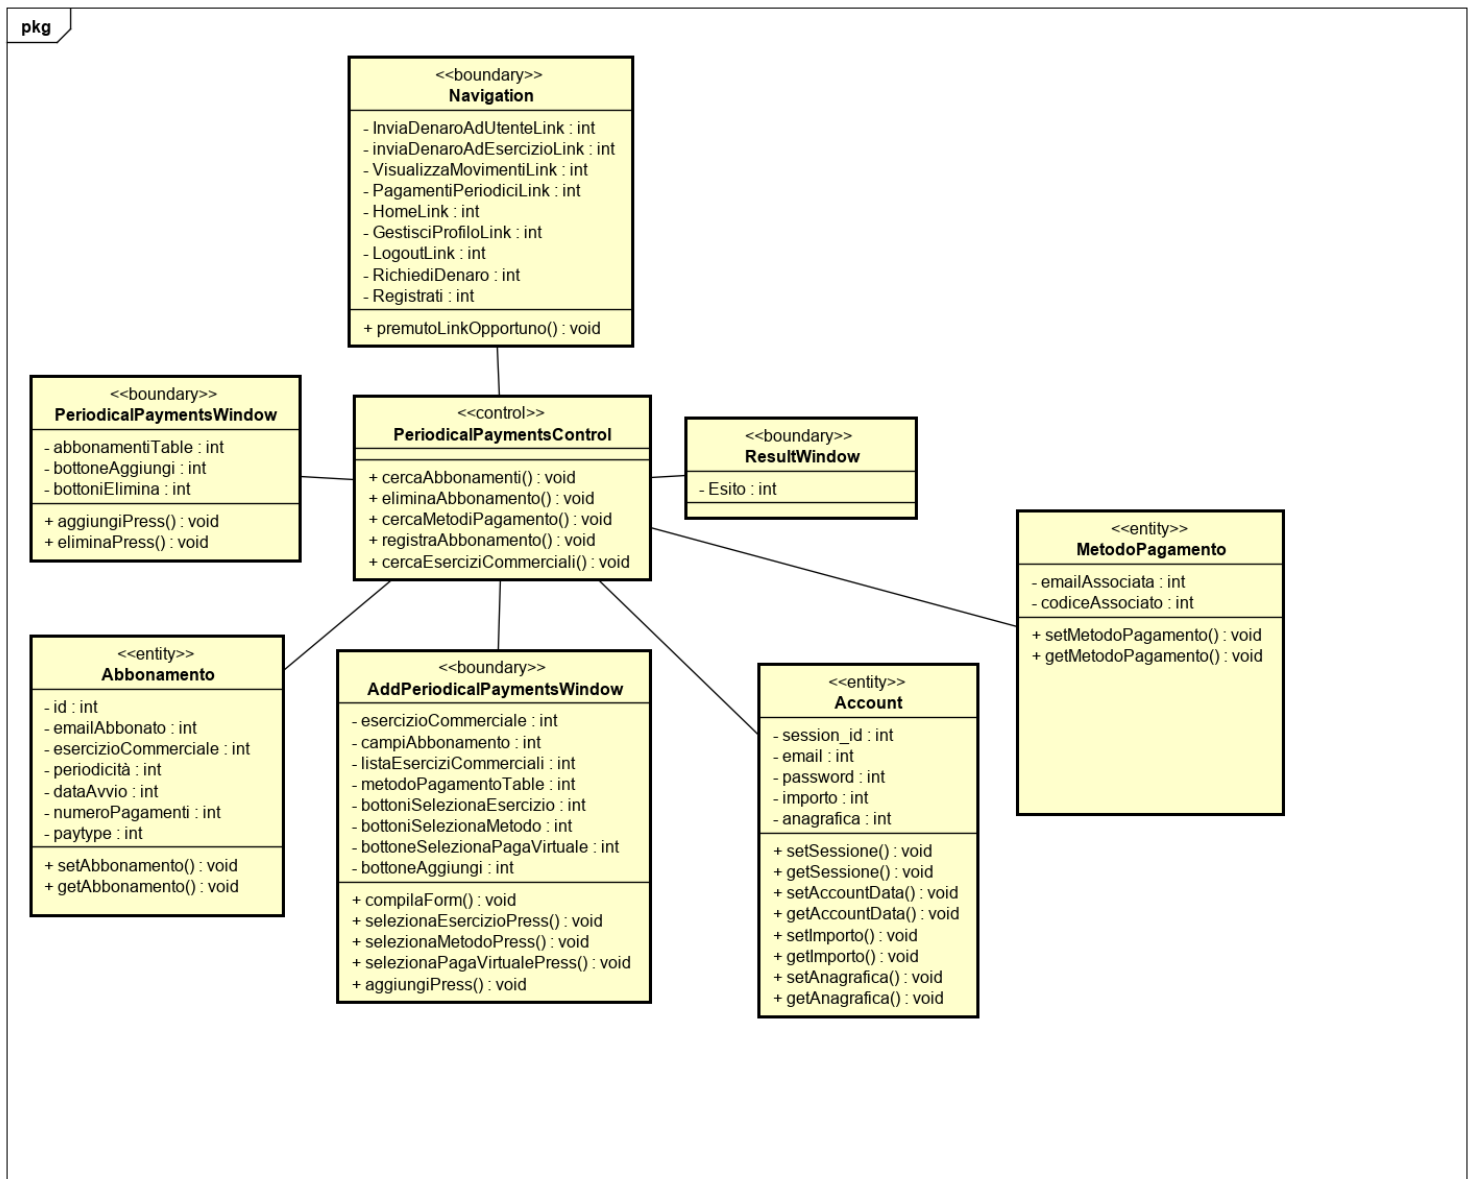 pkg
<<boundary>>
Navigation
- InviaDenaroAdUtenteLink : int
- inviaDenaroAdEsercizioLink : int
- VisualizzaMovimentiLink : int
- PagamentiPeriodiciLink : int
- HomeLink : int
- GestisciProfiloLink : int
- LogoutLink : int
- RichiediDenaro : int
- Registrati : int
+ premutoLinkOpportuno() : void
<<boundary>>
PeriodicalPaymentsWindow
- abbonamentiTable : int
- bottoneAggiungi : int
- bottoniElimina : int
+ aggiungiPress() : void
+ eliminaPress() : void
<<control>>
PeriodicalPaymentsControl
+ cercaAbbonamenti() : void
+ eliminaAbbonamento() : void
+ cercaMetodiPagamento() : void
+ registraAbbonamento() : void
+ cercaEserciziCommerciali() : void
<<boundary>>
ResultWindow
- Esito : int
<<entity>>
MetodoPagamento
- emailAssociata : int
- codiceAssociato : int
+ setMetodoPagamento() : void
+ getMetodoPagamento() : void
<<entity>>
Abbonamento
- id : int
- emailAbbonato : int
- esercizioCommerciale : int
- periodicità : int
- dataAvvio : int
- numeroPagamenti : int
- paytype : int
+ setAbbonamento() : void
+ getAbbonamento() : void
<<boundary>>
AddPeriodicalPaymentsWindow
- esercizioCommerciale : int
- campiAbbonamento : int
- listaEserciziCommerciali : int
- metodoPagamentoTable : int
- bottoniSelezionaEsercizio : int
- bottoniSelezionaMetodo : int
- bottoneSelezionaPagaVirtuale : int
- bottoneAggiungi : int
+ compilaForm() : void
+ selezionaEsercizioPress() : void
+ selezionaMetodoPress() : void
+ selezionaPagaVirtualePress() : void
+ aggiungiPress() : void
<<entity>>
Account
- session_id : int
- email : int
- password : int
- importo : int
- anagrafica : int
+ setSessione() : void
+ getSessione() : void
+ setAccountData() : void
+ getAccountData() : void
+ setImporto() : void
+ getImporto() : void
+ setAnagrafica() : void
+ getAnagrafica() : void